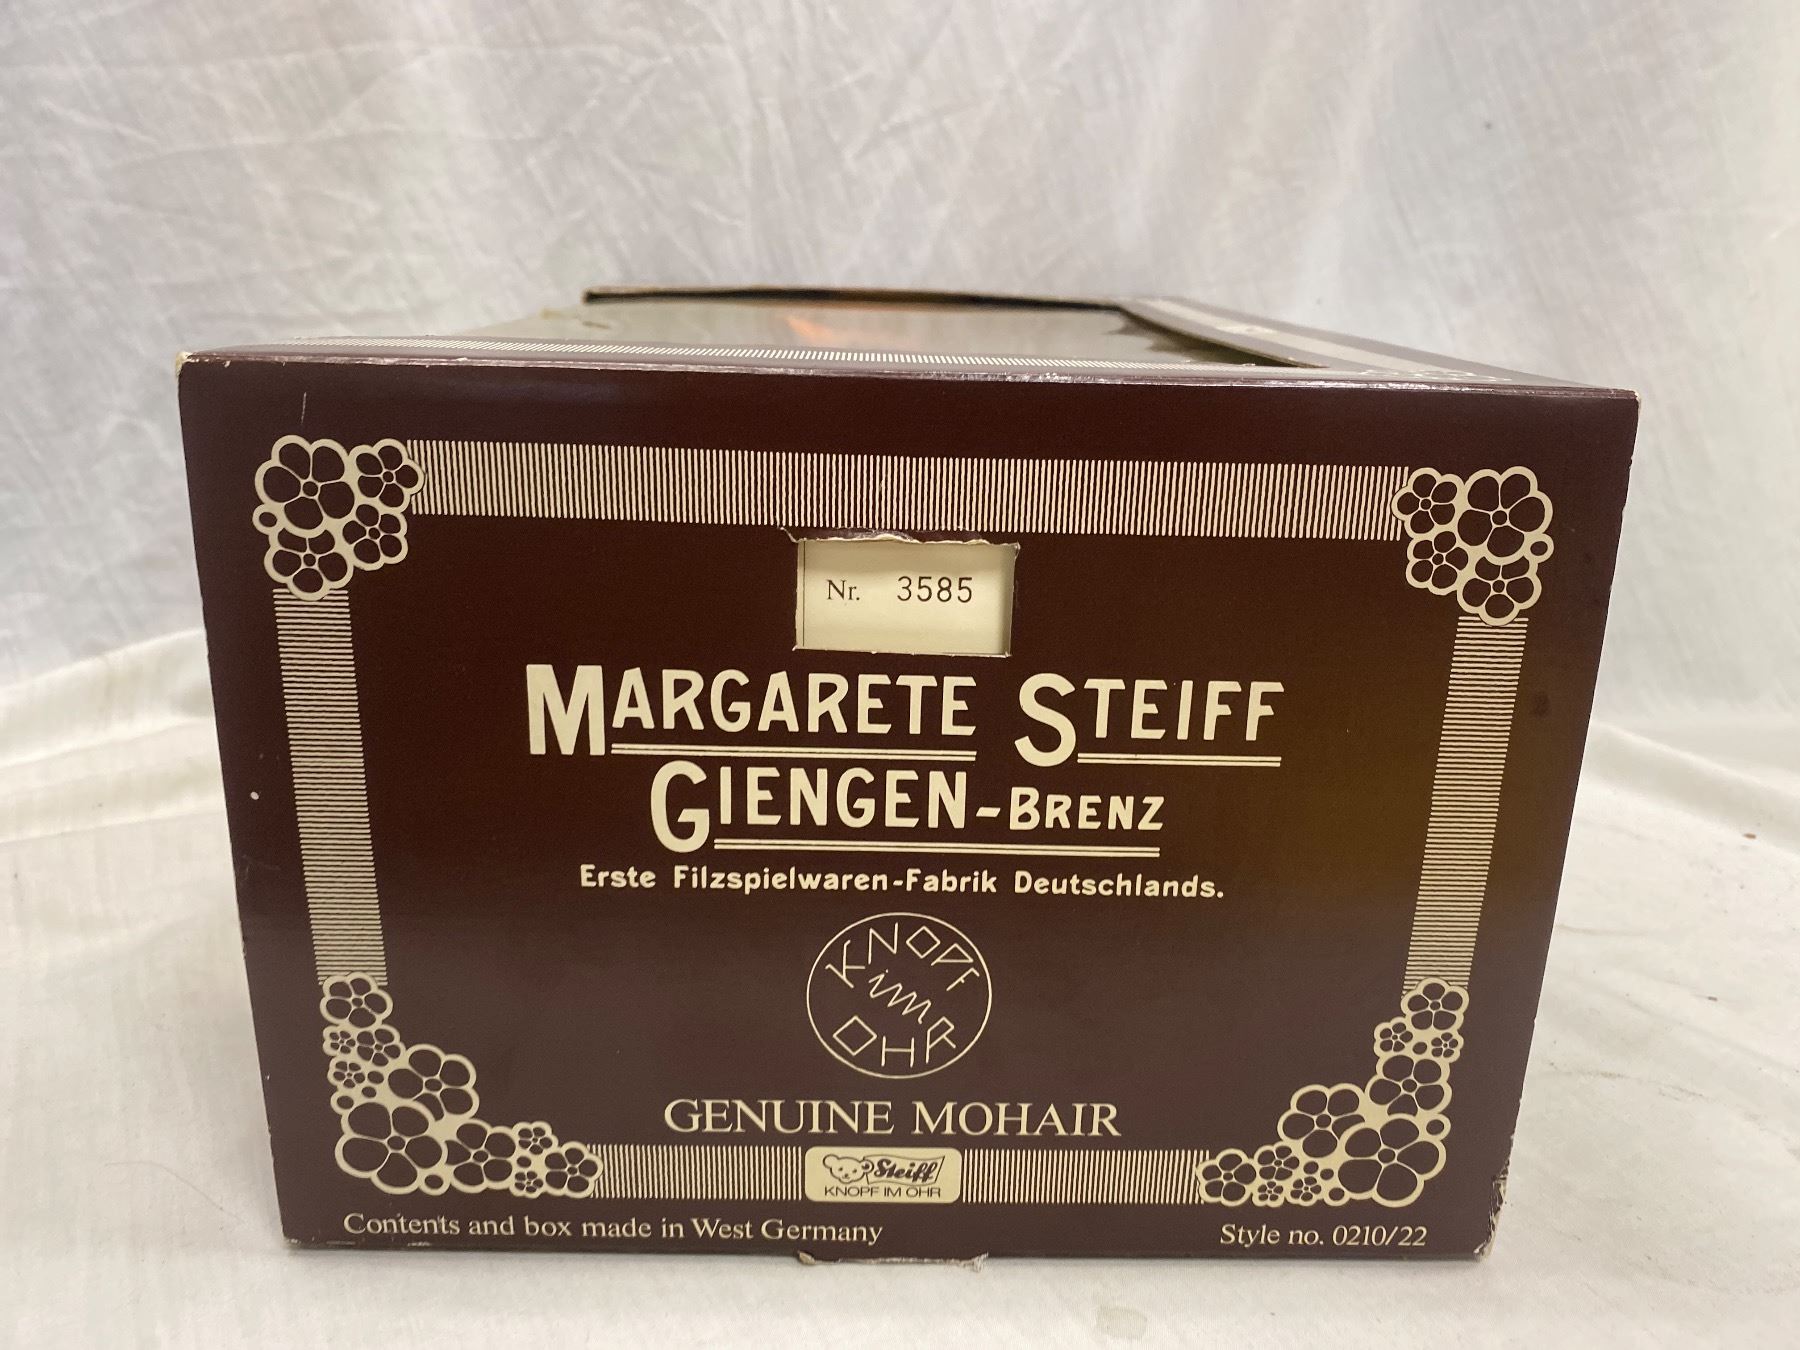 Nr. 3585
MARGARETE STEIFF
GIENGEN-BRENZ
Erste Filzspielwaren-Fabrik Deutschlands.
KNOPF
im
OHR
GENUINE MOHAIR
Steiff
KNOPF IM OHR
Contents and box made in West Germany
Style no. 0210/22